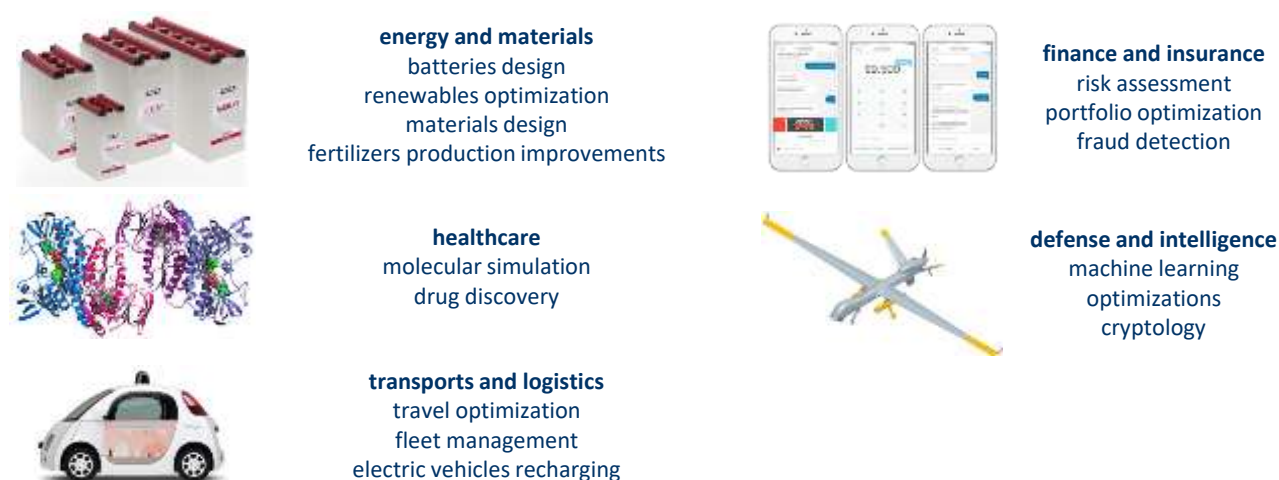 energy and materials
batteries design
renewables optimization
materials design
fertilizers production improvements
finance and insurance
risk assessment
portfolio optimization
fraud detection
healthcare
molecular simulation
drug discovery
defense and intelligence
machine learning
optimizations
cryptology
transports and logistics
travel optimization
fleet management
electric vehicles recharging